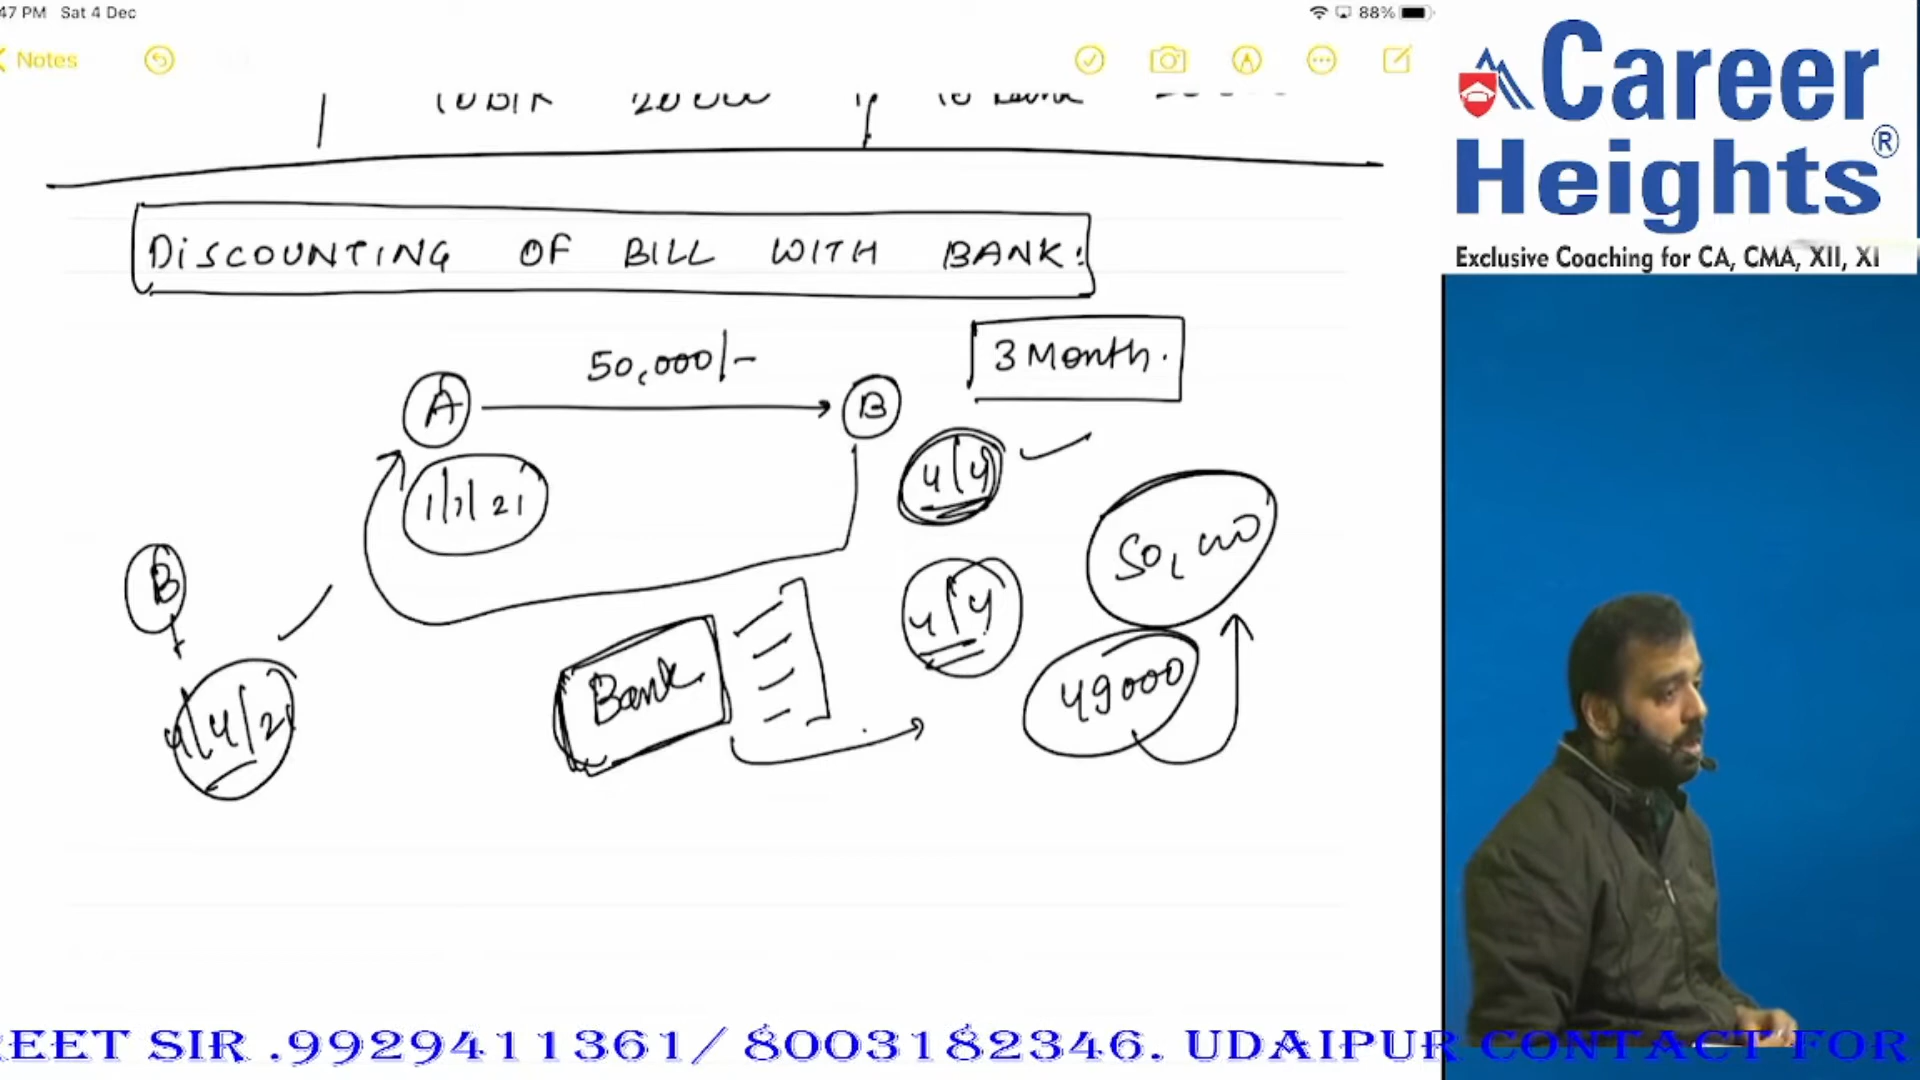 47 PM Sat 4 Dec
88%
Notes
20000
DISCOUNTING OF BILL WITH BANK:
50,000/-
3 Month.
A
B
4/4
1/1/21
50,000
B
4/4
Bank
49000
4/4/21
Career
Heights®
Exclusive Coaching for CA, CMA, XII, XI
REET SIR .9929411361/ 8003182346. UDAIPUR CONTACT FOR